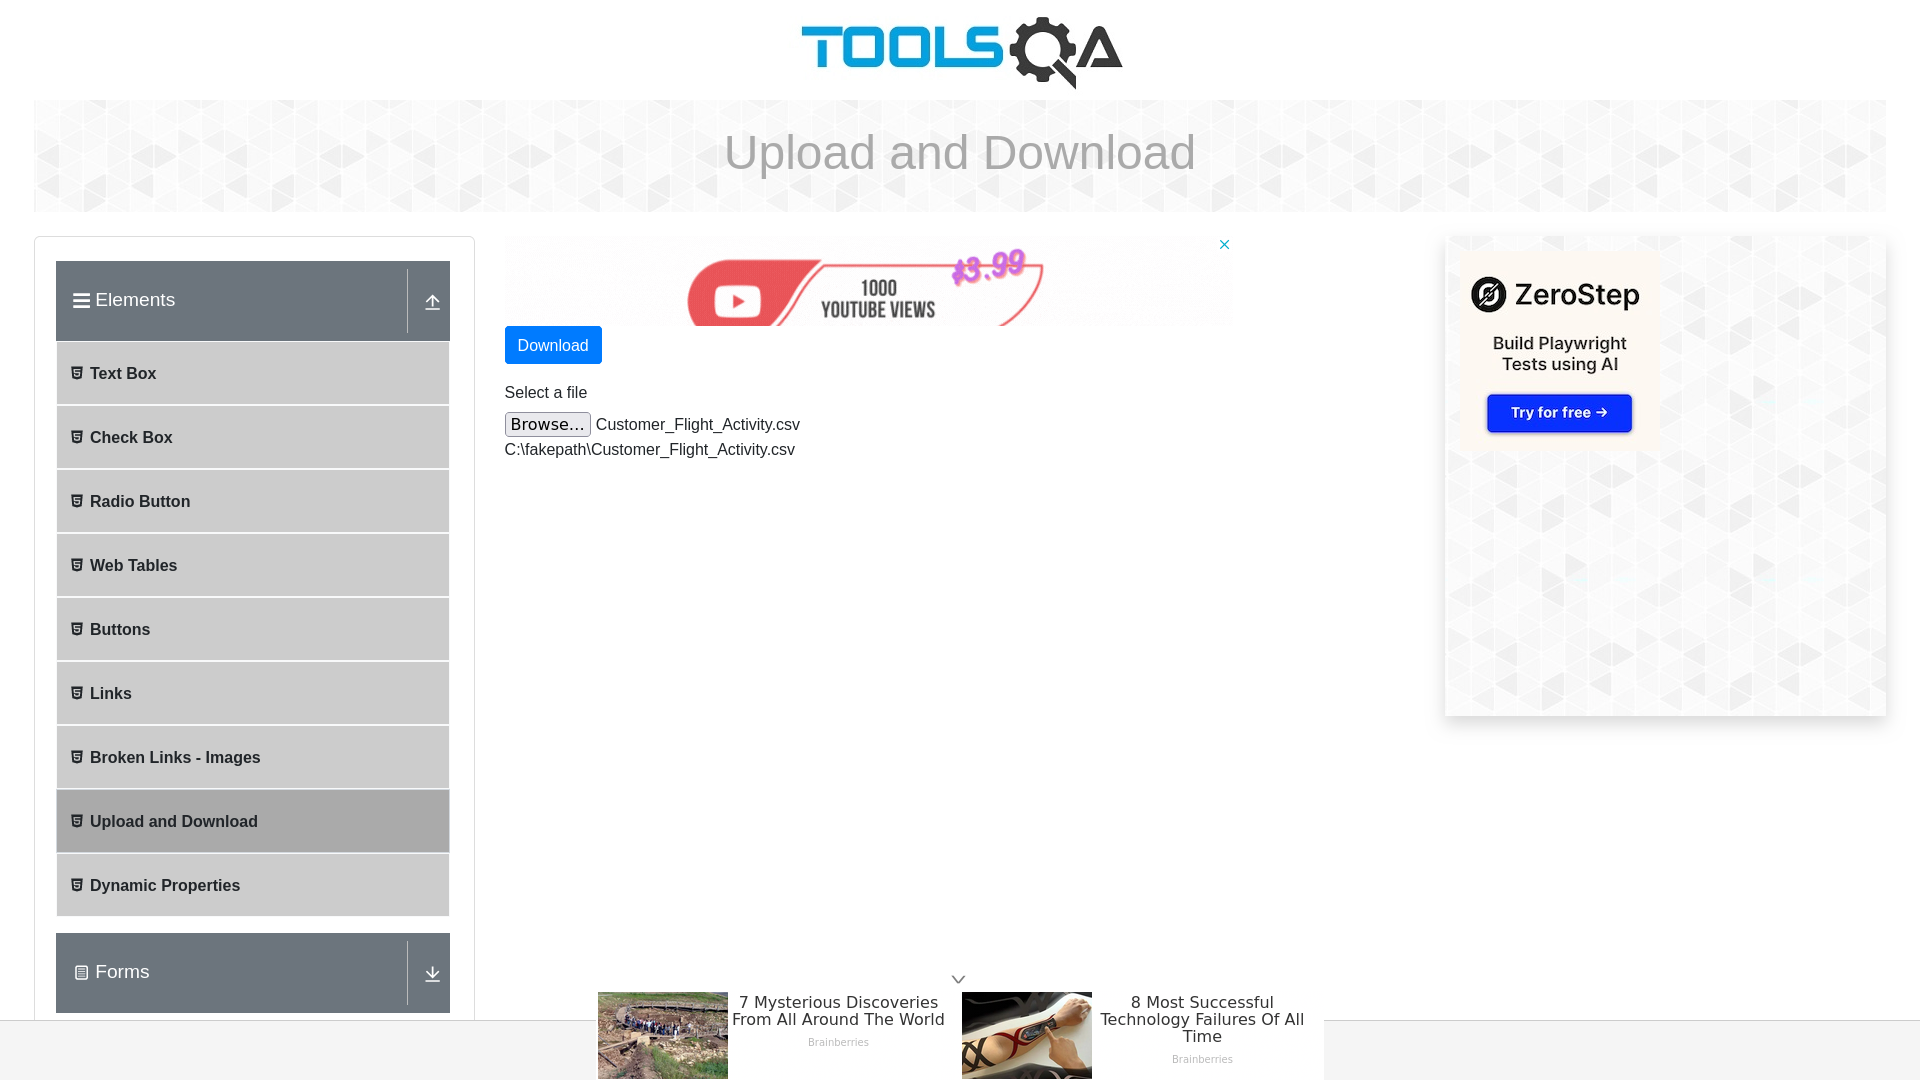 TOOLSQA
Upload and Download
Elements
Text Box
Check Box
Radio Button
Web Tables
Buttons
Links
Broken Links - Images
Upload and Download
Dynamic Properties
Forms
1000
YOUTUBE VIEWS
$3.99
Download
Select a file
Browse... Customer_Flight_Activity.csv
C:\fakepath\Customer_Flight_Activity.csv
ZeroStep
Build Playwright
Tests using AI
Try for free →
7 Mysterious Discoveries
From All Around The World
Brainberries
8 Most Successful
Technology Failures Of All
Time
Brainberries